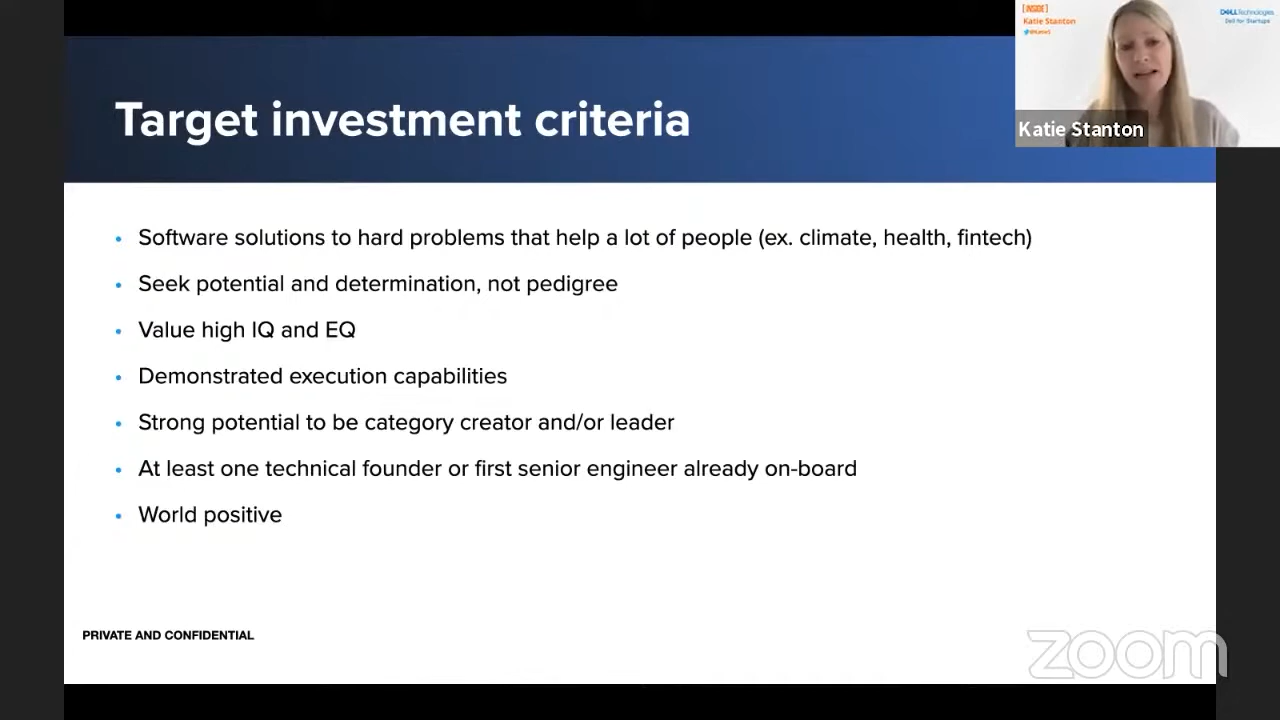 [INSIDE]
Katie Stanton
@KatieS
DELL Technologies
Dell for Startups
Katie Stanton
Target investment criteria
• Software solutions to hard problems that help a lot of people (ex. climate, health, fintech)
• Seek potential and determination, not pedigree
• Value high IQ and EQ
• Demonstrated execution capabilities
• Strong potential to be category creator and/or leader
• At least one technical founder or first senior engineer already on-board
• World positive
PRIVATE AND CONFIDENTIAL
zoom